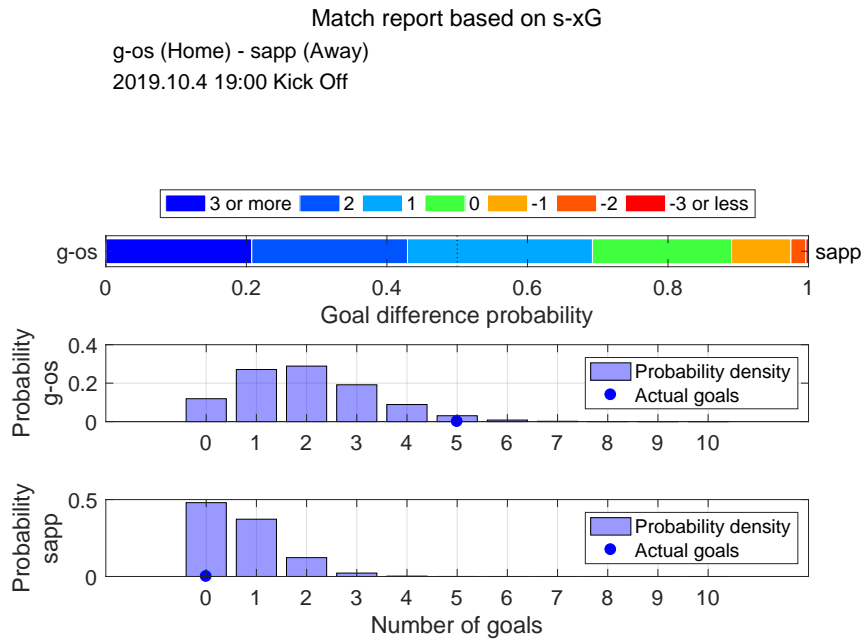 Match report based on s-xG
g-os (Home) - sapp (Away)
2019.10.4 19:00 Kick Off
3 or more 2 1 0 -1 -2 -3 or less
g-os sapp
0 0.2 0.4 0.6 0.8 1
Goal difference probability
Probability
g-os
0.4
0.2
0
Probability density
Actual goals
0 1 2 3 4 5 6 7 8 9 10
Probability
sapp
0.5
0
Probability density
Actual goals
0 1 2 3 4 5 6 7 8 9 10
Number of goals